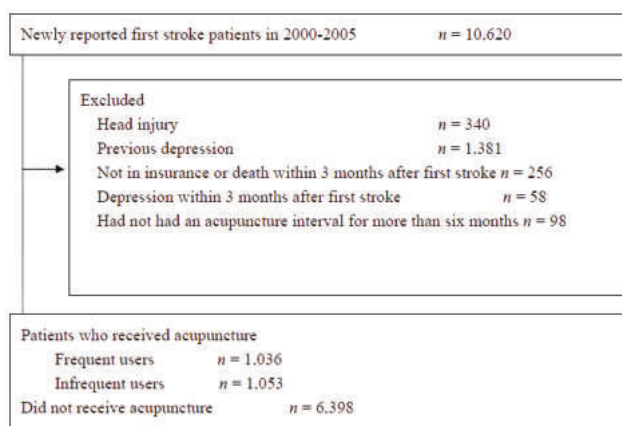 Newly reported first stroke patients in 2000-2005 n = 10,620
Excluded
Head injury n = 340
Previous depression n = 1,381
Not in insurance or death within 3 months after first stroke n = 256
Depression within 3 months after first stroke n = 58
Had not had an acupuncture interval for more than six months n = 98
Patients who received acupuncture
Frequent users n = 1,036
Infrequent users n = 1,053
Did not receive acupuncture n = 6,398